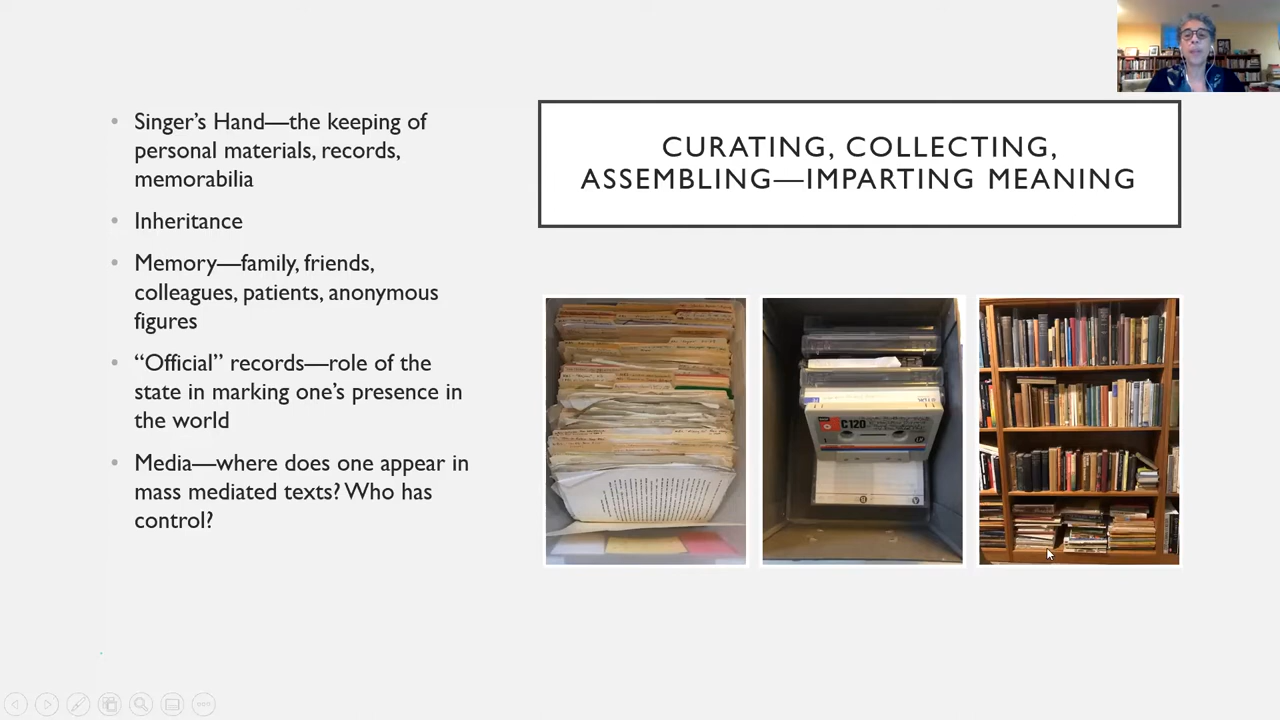 CURATING, COLLECTING,
ASSEMBLING—IMPARTING MEANING
• Singer’s Hand—the keeping of
personal materials, records,
memorabilia
• Inheritance
• Memory—family, friends,
colleagues, patients, anonymous
figures
• “Official” records—role of the
state in marking one’s presence in
the world
• Media—where does one appear in
mass mediated texts? Who has
control?
C120